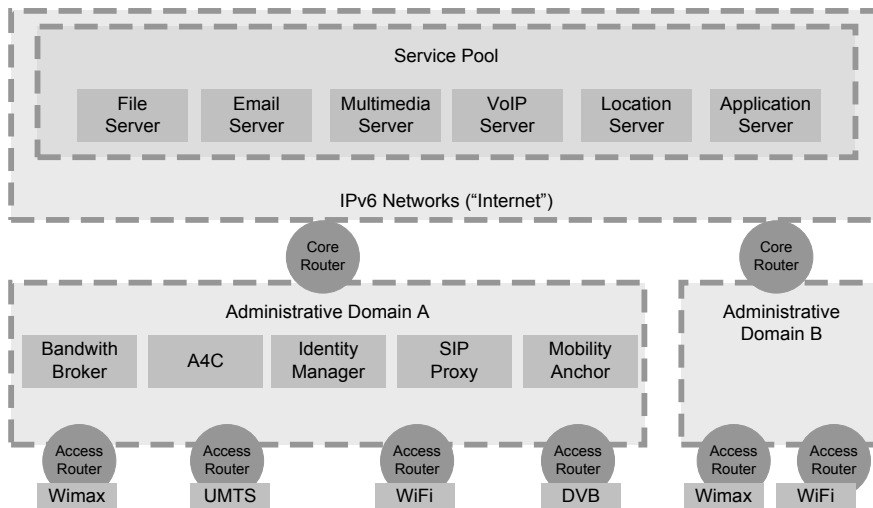 Service Pool
File
Server
Email
Server
Multimedia
Server
VoIP
Server
Location
Server
Application
Server
IPv6 Networks (“Internet”)
Core
Router
Core
Router
Administrative Domain A
Bandwith
Broker
A4C
Identity
Manager
SIP
Proxy
Mobility
Anchor
Administrative
Domain B
Access
Router
Wimax
Access
Router
UMTS
Access
Router
WiFi
Access
Router
DVB
Access
Router
Wimax
Access
Router
WiFi